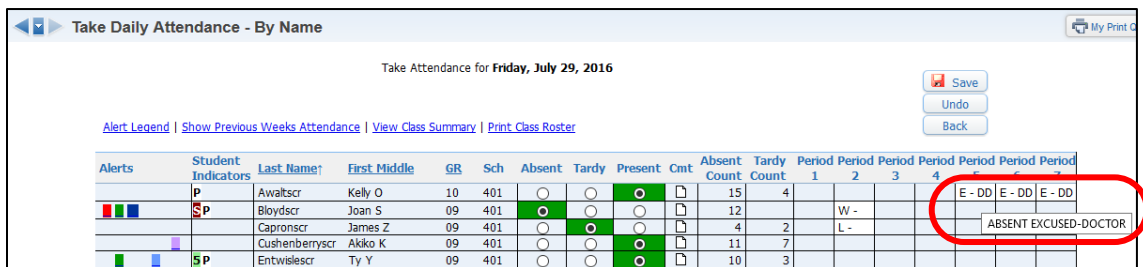 Take Daily Attendance - By Name
My Print Q
Take Attendance for Friday, July 29, 2016
Save
Undo
Back
Alert Legend | Show Previous Weeks Attendance | View Class Summary | Print Class Roster
Alerts Student Indicators Last Name↑ First Middle GR Sch Absent Tardy Present Cmt Absent Count Tardy Count Period 1 Period 2 Period 3 Period 4 Period 5 Period 6 Period 7
P Awaltscr Kelly O 10 401 15 4 E - DD E - DD E - DD
S P Bloydscr Joan S 09 401 12 W -
ABSENT EXCUSED-DOCTOR
Capronscr James Z 09 401 4 2 L -
Cushenberryscr Akiko K 09 401 11 7
5 P Entwislescr Ty Y 09 401 10 3